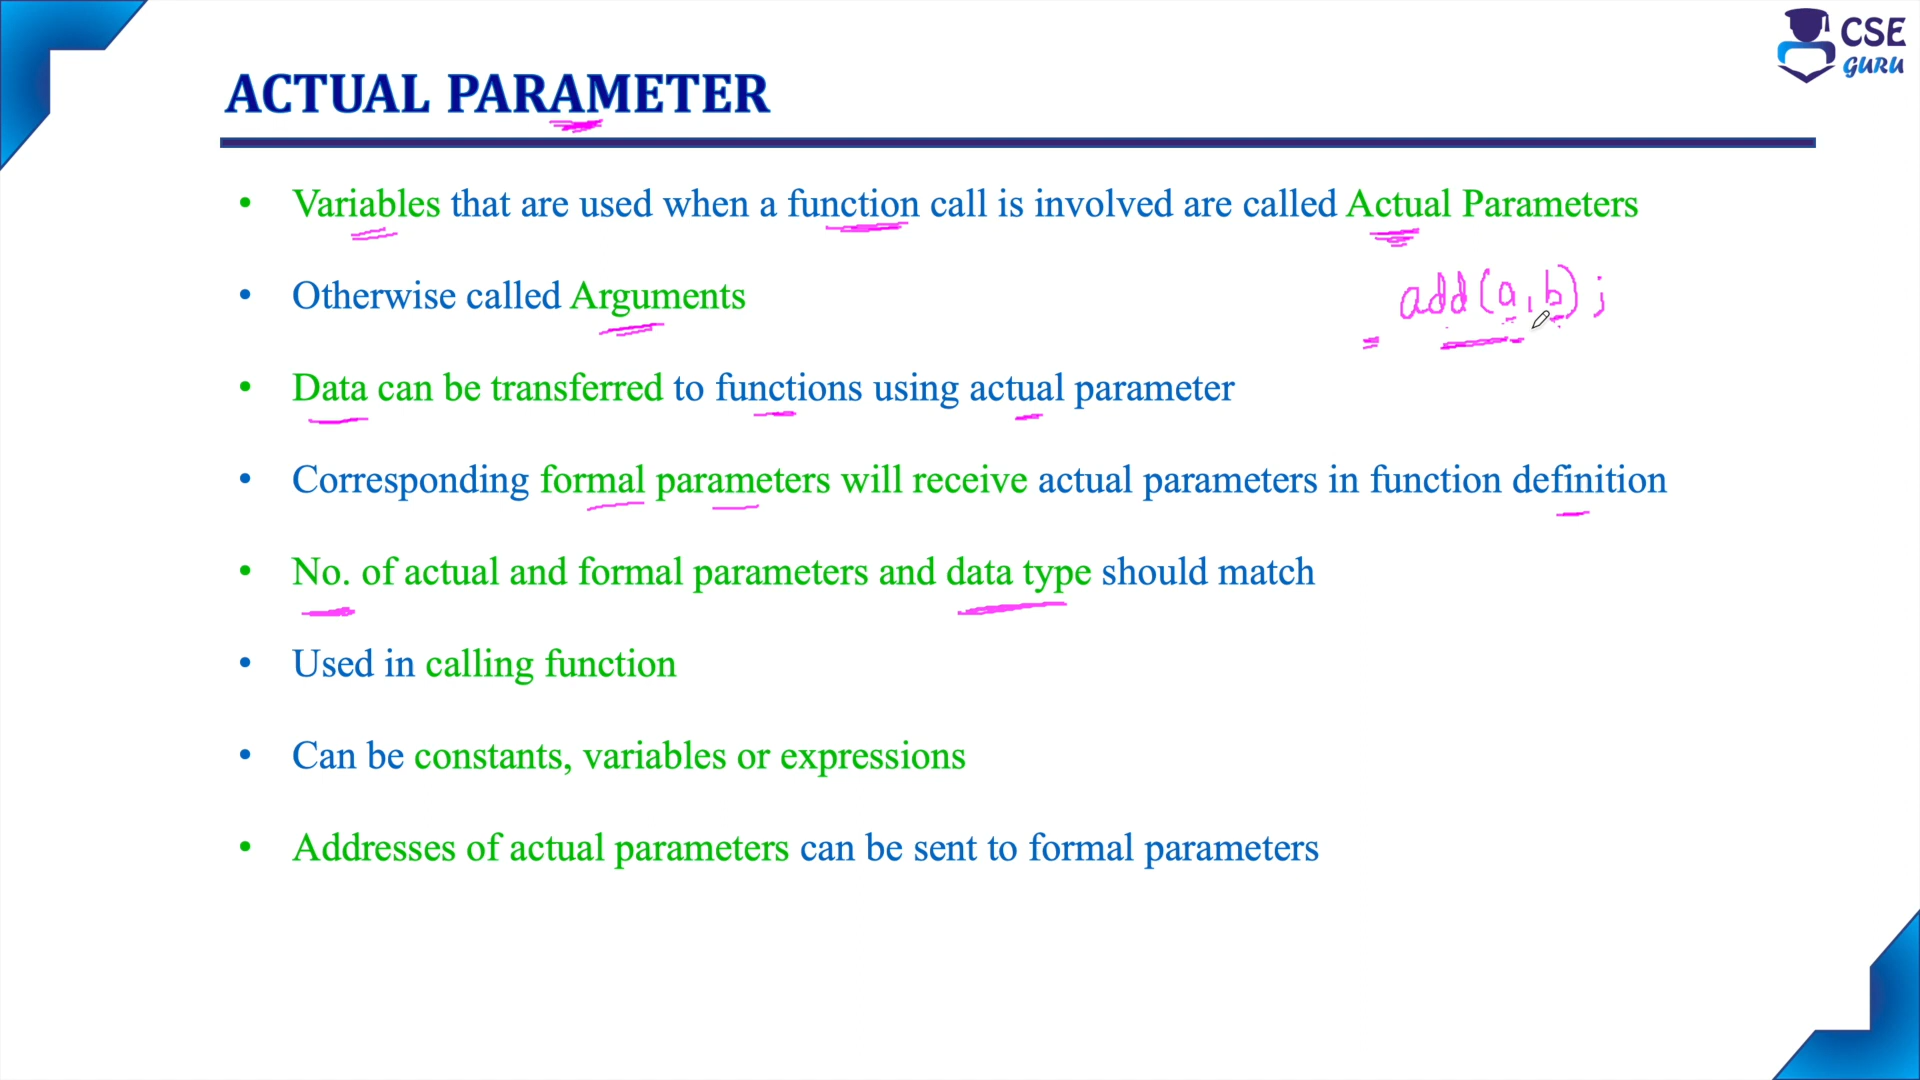 CSE
GURU
ACTUAL PARAMETER
• Variables that are used when a function call is involved are called Actual Parameters
add(a,b);
• Otherwise called Arguments
• Data can be transferred to functions using actual parameter
• Corresponding formal parameters will receive actual parameters in function definition
• No. of actual and formal parameters and data type should match
• Used in calling function
• Can be constants, variables or expressions
• Addresses of actual parameters can be sent to formal parameters